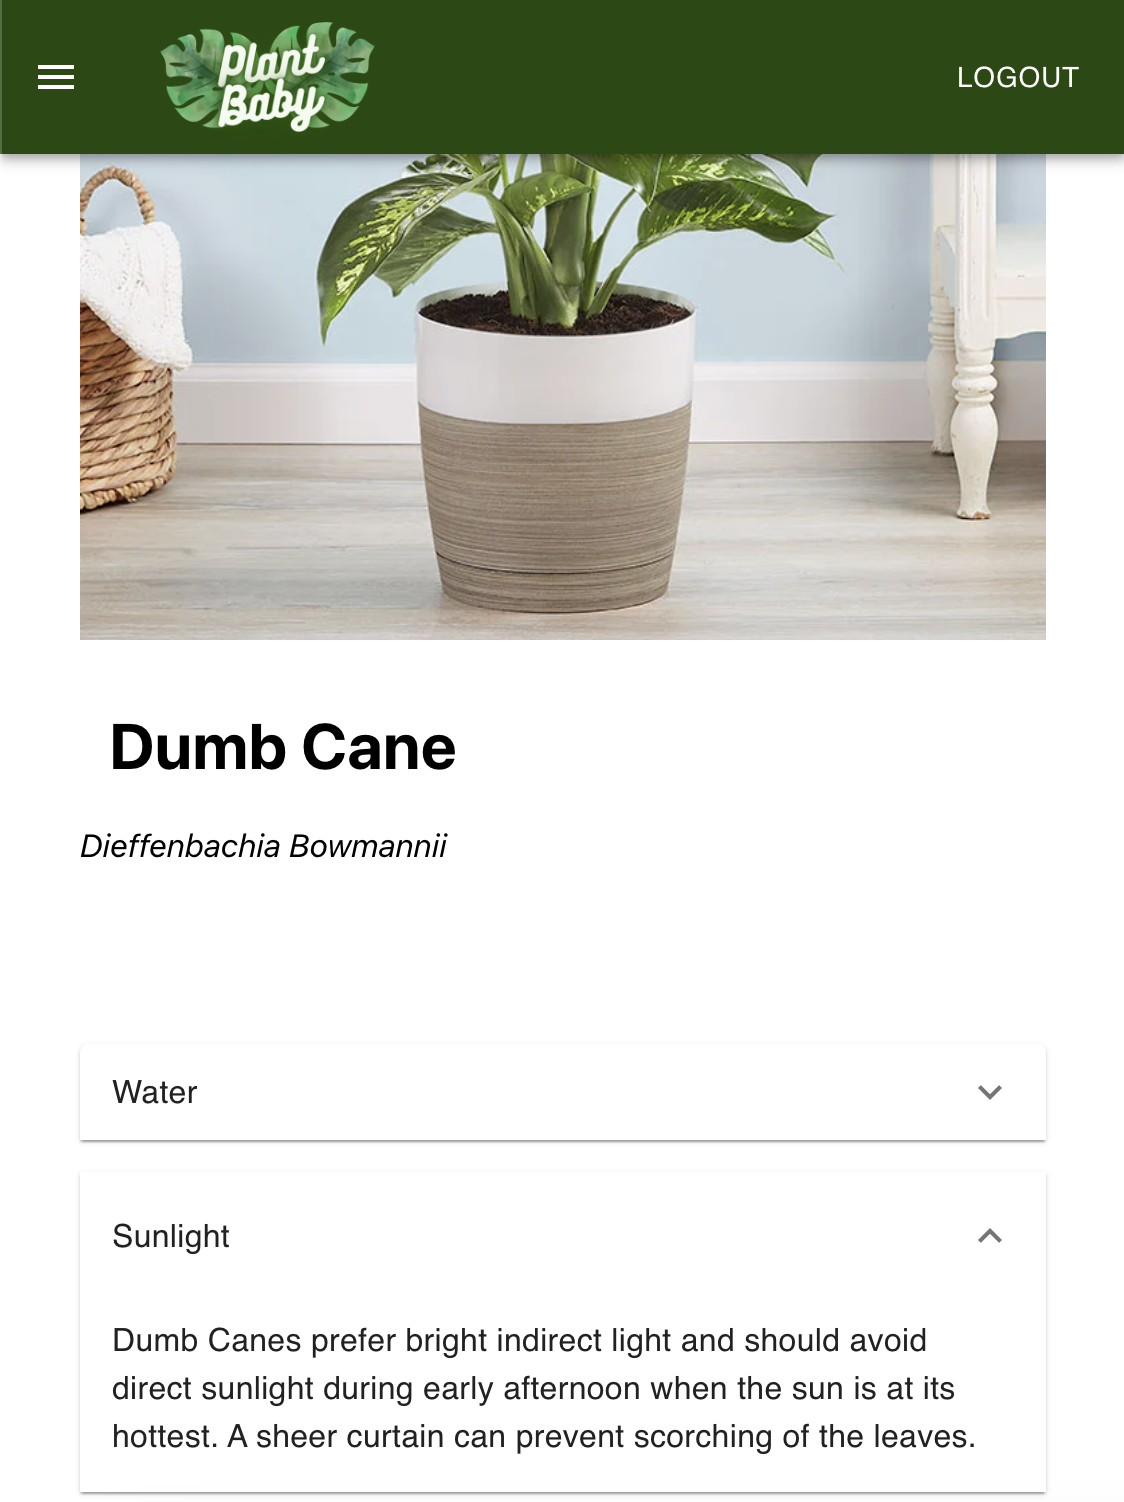 Plant
Baby
LOGOUT
Dumb Cane
Dieffenbachia Bowmannii
Water
Sunlight
Dumb Canes prefer bright indirect light and should avoid
direct sunlight during early afternoon when the sun is at its
hottest. A sheer curtain can prevent scorching of the leaves.